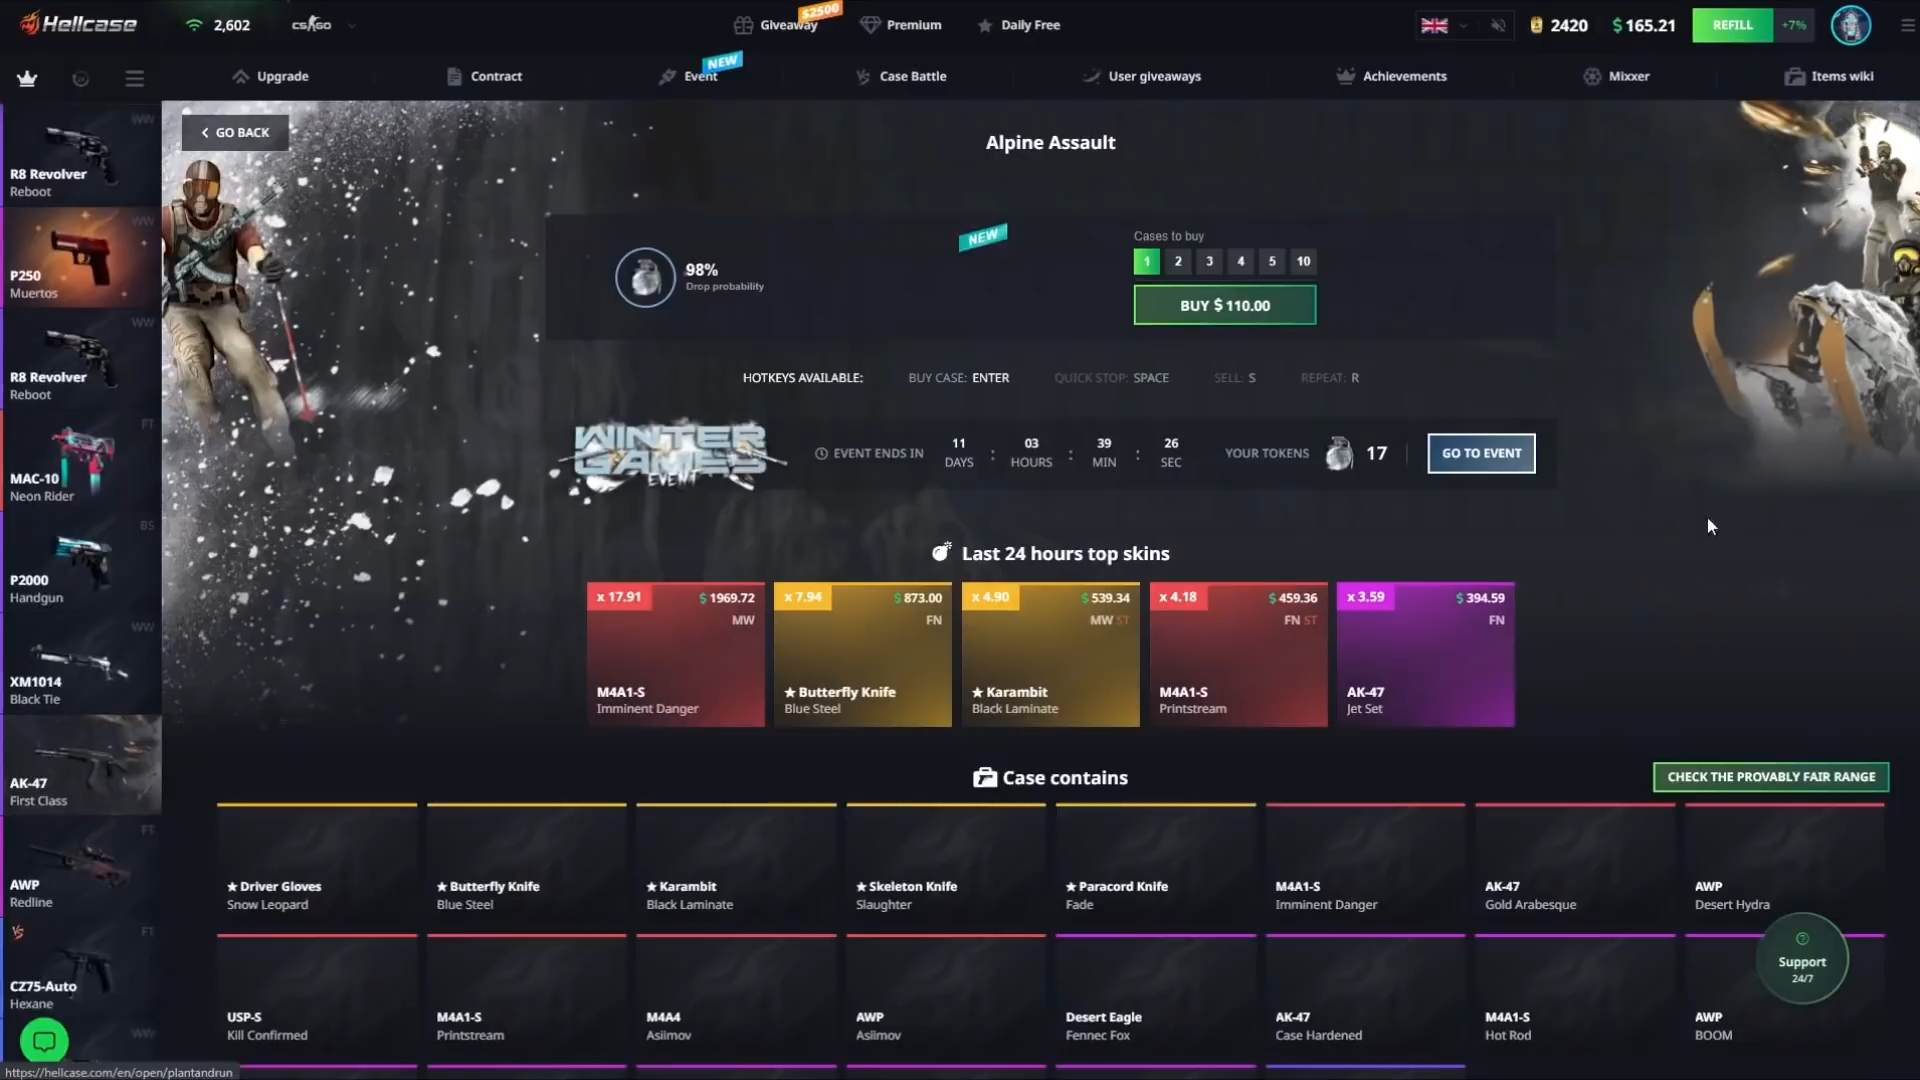 Hellcase
2,602
CS:GO
Giveaway
$2500
Premium
Daily Free
2420
$ 165.21
REFILL
+7%
Upgrade
Contract
Event
NEW
Case Battle
User giveaways
Achievements
Mixxer
Items wiki
GO BACK
Alpine Assault
98%
Drop probability
NEW
Cases to buy
1 2 3 4 5 10
BUY $ 110.00
HOTKEYS AVAILABLE: BUY CASE: ENTER QUICK STOP: SPACE SELL: S REPEAT: R
WINTER
GAMES
EVENT
EVENT ENDS IN
11 : 03 : 39 : 26
DAYS HOURS MIN SEC
YOUR TOKENS 17
GO TO EVENT
Last 24 hours top skins
x 17.91 $ 1969.72
MW
M4A1-S
Imminent Danger
x 7.94 $ 873.00
FN
★ Butterfly Knife
Blue Steel
x 4.90 $ 539.34
MW ST
★ Karambit
Black Laminate
x 4.18 $ 459.36
FN ST
M4A1-S
Printstream
x 3.59 $ 394.59
FN
AK-47
Jet Set
Case contains
CHECK THE PROVABLY FAIR RANGE
★ Driver Gloves
Snow Leopard
★ Butterfly Knife
Blue Steel
★ Karambit
Black Laminate
★ Skeleton Knife
Slaughter
★ Paracord Knife
Fade
M4A1-S
Imminent Danger
AK-47
Gold Arabesque
AWP
Desert Hydra
USP-S
Kill Confirmed
M4A1-S
Printstream
M4A4
Asiimov
AWP
Asiimov
Desert Eagle
Fennec Fox
AK-47
Case Hardened
M4A1-S
Hot Rod
AWP
BOOM
Support
24/7
WW
R8 Revolver
Reboot
WW
P250
Muertos
WW
R8 Revolver
Reboot
FT
MAC-10
Neon Rider
BS
P2000
Handgun
WW
XM1014
Black Tie
AK-47
First Class
FT
AWP
Redline
VS
FT
CZ75-Auto
Hexane
WW
https://hellcase.com/en/open/plantandrun